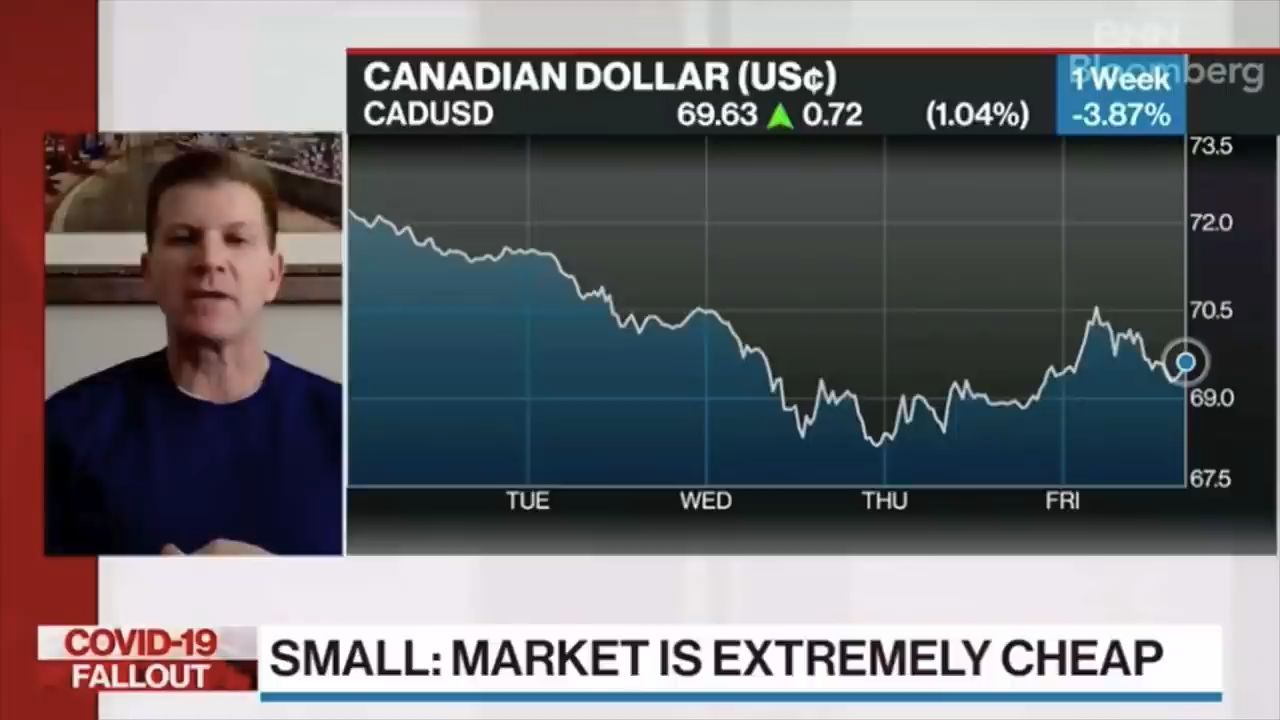 BNN
Bloomberg
CANADIAN DOLLAR (US¢)
1 Week
CADUSD 69.63 ▲ 0.72 (1.04%) -3.87%
73.5
72.0
70.5
69.0
67.5
TUE WED THU FRI
COVID-19
FALLOUT
SMALL: MARKET IS EXTREMELY CHEAP